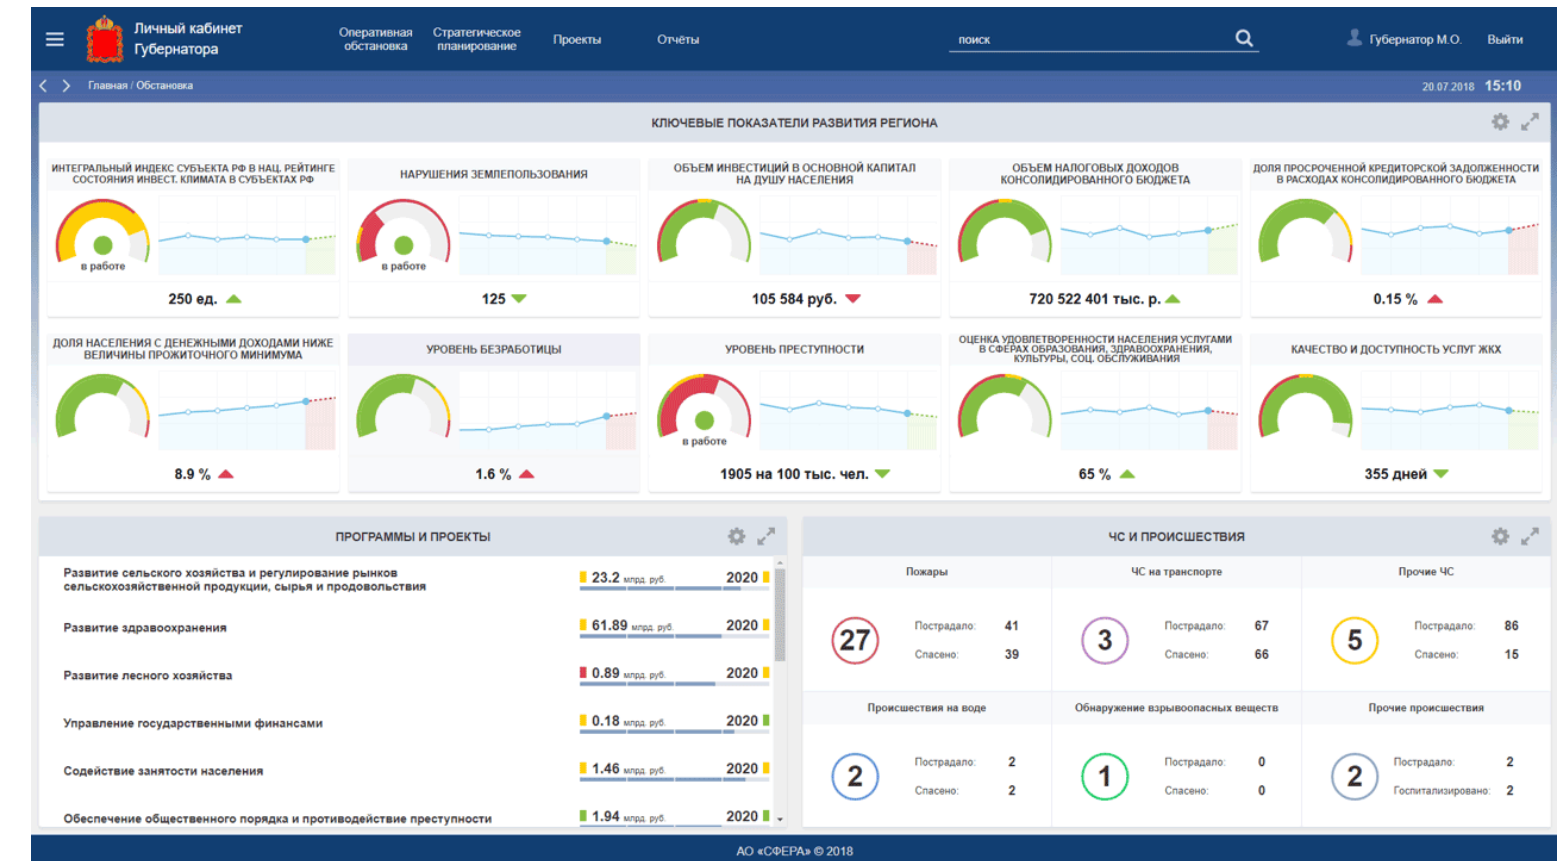 Личный кабинет
Губернатора
Оперативная
обстановка
Стратегическое
планирование
Проекты
Отчёты
поиск
Губернатор М.О.
Выйти
Главная / Обстановка
20.07.2018 15:10
КЛЮЧЕВЫЕ ПОКАЗАТЕЛИ РАЗВИТИЯ РЕГИОНА
ИНТЕГРАЛЬНЫЙ ИНДЕКС СУБЪЕКТА РФ В НАЦ. РЕЙТИНГЕ
СОСТОЯНИЯ ИНВЕСТ. КЛИМАТА В СУБЪЕКТАХ РФ
в работе
250 ед.
НАРУШЕНИЯ ЗЕМЛЕПОЛЬЗОВАНИЯ
в работе
125
ОБЪЕМ ИНВЕСТИЦИЙ В ОСНОВНОЙ КАПИТАЛ
НА ДУШУ НАСЕЛЕНИЯ
105 584 руб.
ОБЪЕМ НАЛОГОВЫХ ДОХОДОВ
КОНСОЛИДИРОВАННОГО БЮДЖЕТА
720 522 401 тыс. р.
ДОЛЯ ПРОСРОЧЕННОЙ КРЕДИТОРСКОЙ ЗАДОЛЖЕННОСТИ
В РАСХОДАХ КОНСОЛИДИРОВАННОГО БЮДЖЕТА
0.15 %
ДОЛЯ НАСЕЛЕНИЯ С ДЕНЕЖНЫМИ ДОХОДАМИ НИЖЕ
ВЕЛИЧИНЫ ПРОЖИТОЧНОГО МИНИМУМА
8.9 %
УРОВЕНЬ БЕЗРАБОТИЦЫ
1.6 %
УРОВЕНЬ ПРЕСТУПНОСТИ
в работе
1905 на 100 тыс. чел.
ОЦЕНКА УДОВЛЕТВОРЕННОСТИ НАСЕЛЕНИЯ УСЛУГАМИ
В СФЕРАХ ОБРАЗОВАНИЯ, ЗДРАВООХРАНЕНИЯ,
КУЛЬТУРЫ, СОЦ. ОБСЛУЖИВАНИЯ
65 %
КАЧЕСТВО И ДОСТУПНОСТЬ УСЛУГ ЖКХ
355 дней
ПРОГРАММЫ И ПРОЕКТЫ
Развитие сельского хозяйства и регулирование рынков
сельскохозяйственной продукции, сырья и продовольствия
23.2 млрд. руб. 2020
Развитие здравоохранения
61.89 млрд. руб. 2020
Развитие лесного хозяйства
0.89 млрд. руб. 2020
Управление государственными финансами
0.18 млрд. руб. 2020
Содействие занятости населения
1.46 млрд. руб. 2020
Обеспечение общественного порядка и противодействие преступности
1.94 млрд. руб. 2020
ЧС И ПРОИСШЕСТВИЯ
Пожары
27
Пострадало: 41
Спасено: 39
ЧС на транспорте
3
Пострадало: 67
Спасено: 66
Прочие ЧС
5
Пострадало: 86
Спасено: 15
Происшествия на воде
2
Пострадало: 2
Спасено: 2
Обнаружение взрывоопасных веществ
1
Пострадало: 0
Спасено: 0
Прочие происшествия
2
Пострадало: 2
Госпитализировано: 2
АО «СФЕРА» © 2018